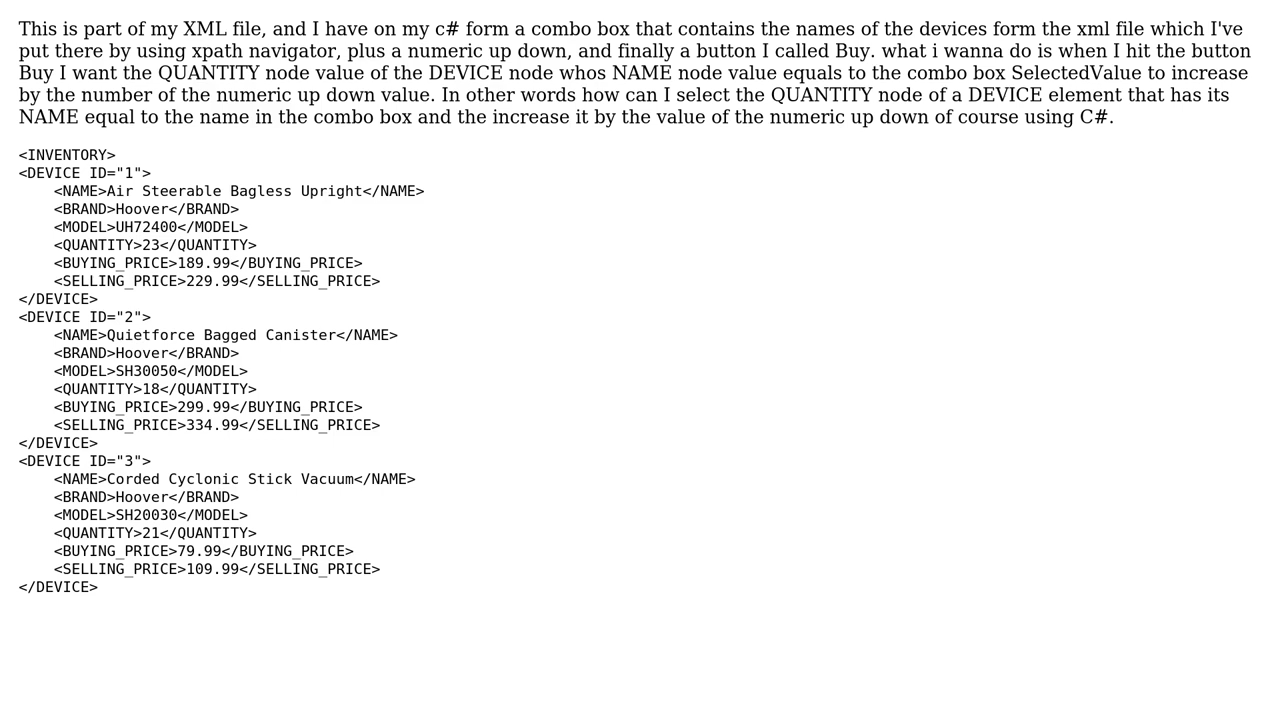 This is part of my XML file, and I have on my c# form a combo box that contains the names of the devices form the xml file which I've
put there by using xpath navigator, plus a numeric up down, and finally a button I called Buy. what i wanna do is when I hit the button
Buy I want the QUANTITY node value of the DEVICE node whos NAME node value equals to the combo box SelectedValue to increase
by the number of the numeric up down value. In other words how can I select the QUANTITY node of a DEVICE element that has its
NAME equal to the name in the combo box and the increase it by the value of the numeric up down of course using C#.
<INVENTORY>
<DEVICE ID="1">
    <NAME>Air Steerable Bagless Upright</NAME>
    <BRAND>Hoover</BRAND>
    <MODEL>UH72400</MODEL>
    <QUANTITY>23</QUANTITY>
    <BUYING_PRICE>189.99</BUYING_PRICE>
    <SELLING_PRICE>229.99</SELLING_PRICE>
</DEVICE>
<DEVICE ID="2">
    <NAME>Quietforce Bagged Canister</NAME>
    <BRAND>Hoover</BRAND>
    <MODEL>SH30050</MODEL>
    <QUANTITY>18</QUANTITY>
    <BUYING_PRICE>299.99</BUYING_PRICE>
    <SELLING_PRICE>334.99</SELLING_PRICE>
</DEVICE>
<DEVICE ID="3">
    <NAME>Corded Cyclonic Stick Vacuum</NAME>
    <BRAND>Hoover</BRAND>
    <MODEL>SH20030</MODEL>
    <QUANTITY>21</QUANTITY>
    <BUYING_PRICE>79.99</BUYING_PRICE>
    <SELLING_PRICE>109.99</SELLING_PRICE>
</DEVICE>